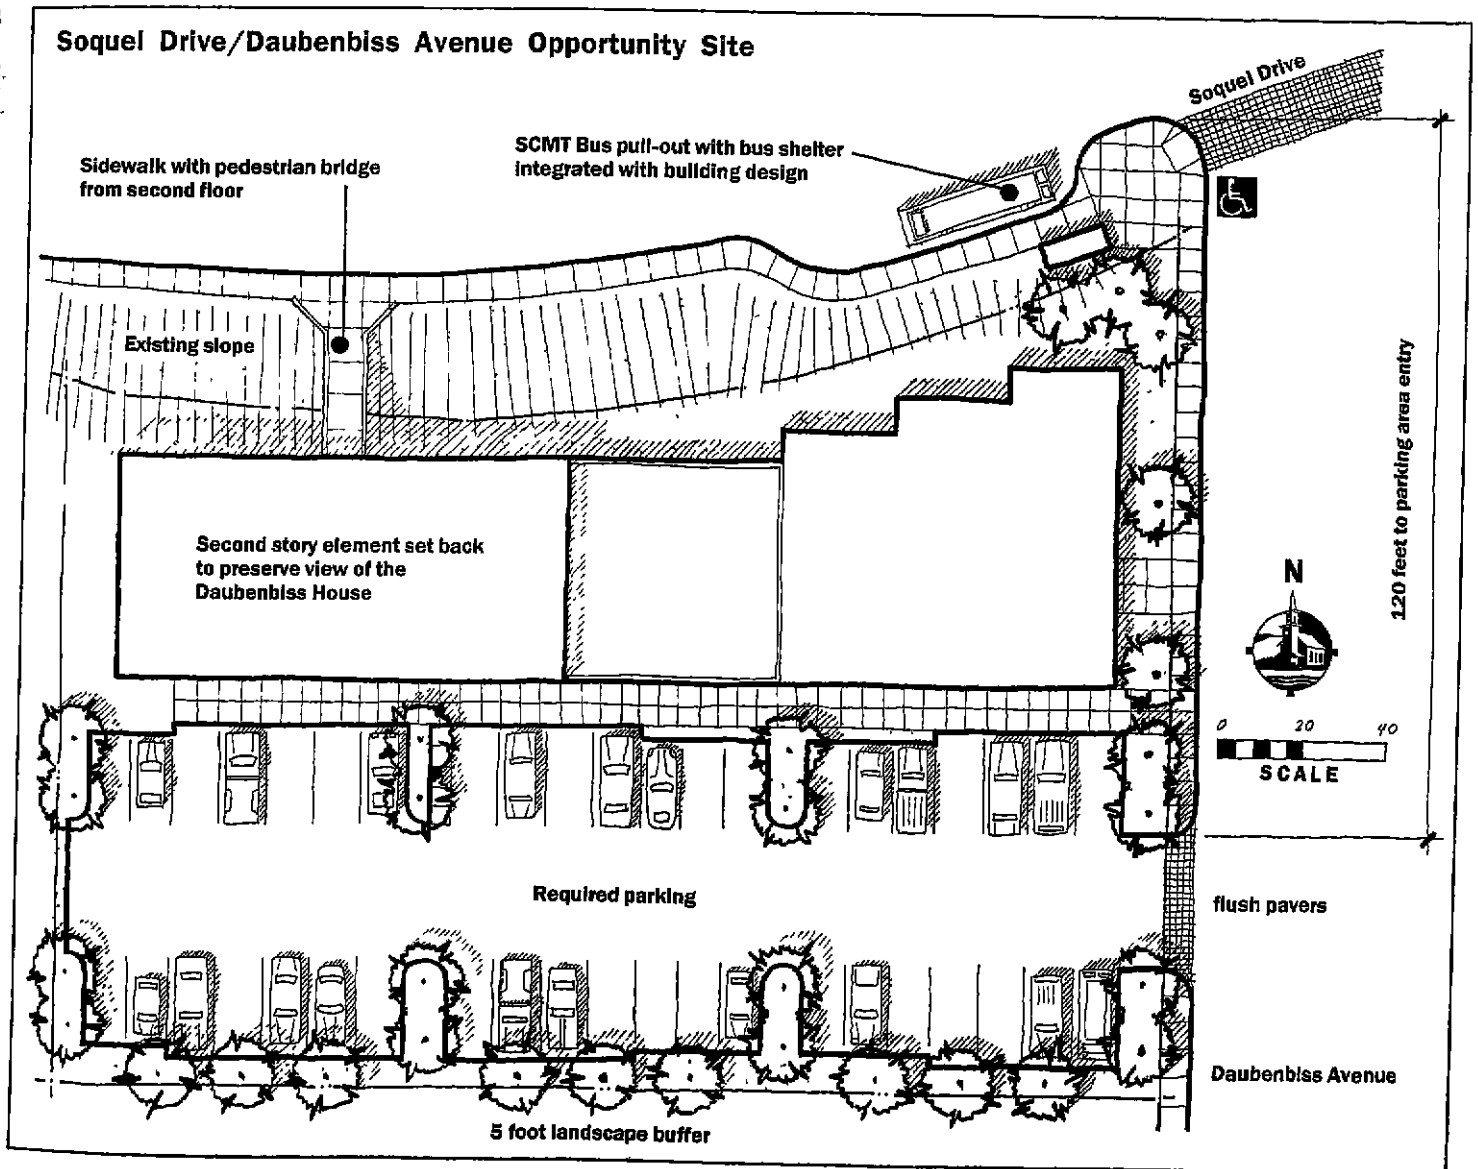 Soquel Drive/Daubenbiss Avenue Opportunity Site
Soquel Drive
SCMT Bus pull-out with bus shelter
integrated with building design
Sidewalk with pedestrian bridge
from second floor
Existing slope
120 feet to parking area entry
Second story element set back
to preserve view of the
Daubenbiss House
N
0 20 40
SCALE
Required parking
flush pavers
Daubenbiss Avenue
5 foot landscape buffer